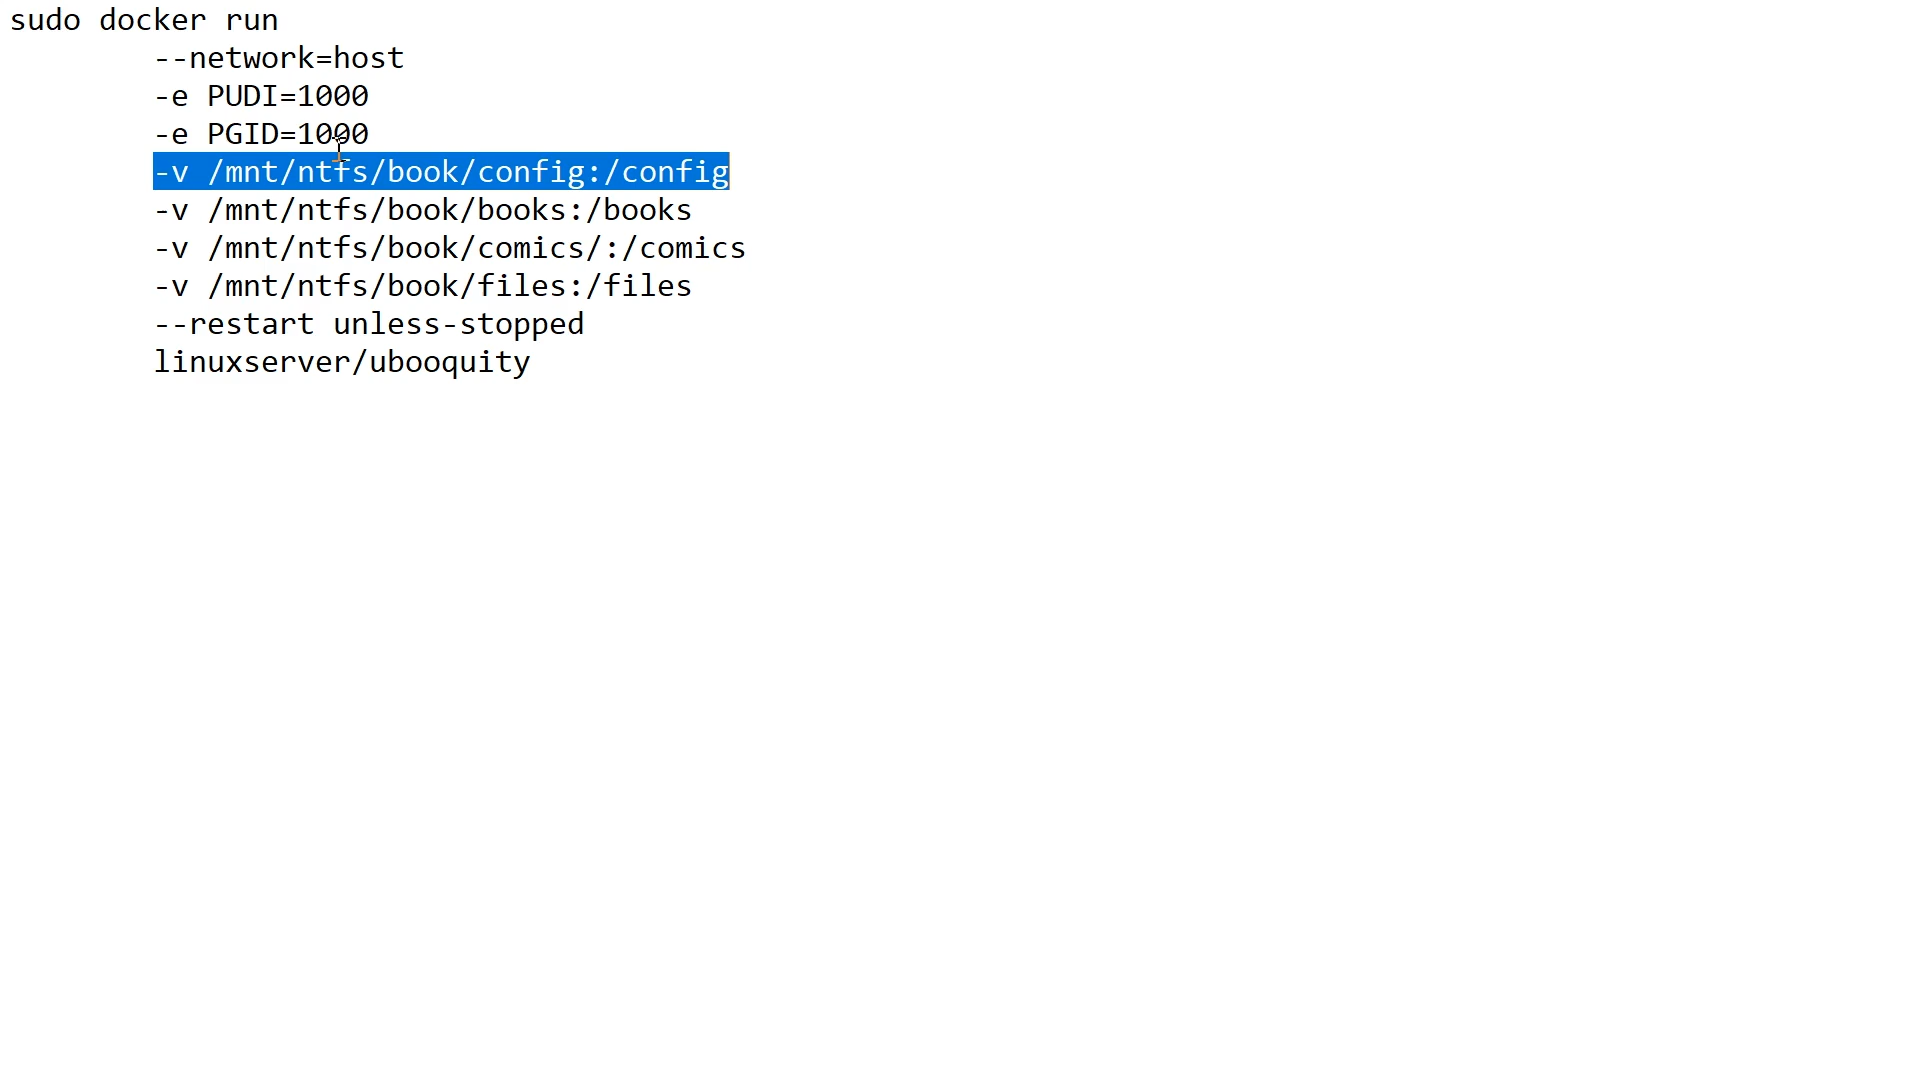 sudo docker run
--network=host
-e PUDI=1000
-e PGID=1000
-v /mnt/ntfs/book/config:/config
-v /mnt/ntfs/book/books:/books
-v /mnt/ntfs/book/comics/:/comics
-v /mnt/ntfs/book/files:/files
--restart unless-stopped
linuxserver/ubooquity